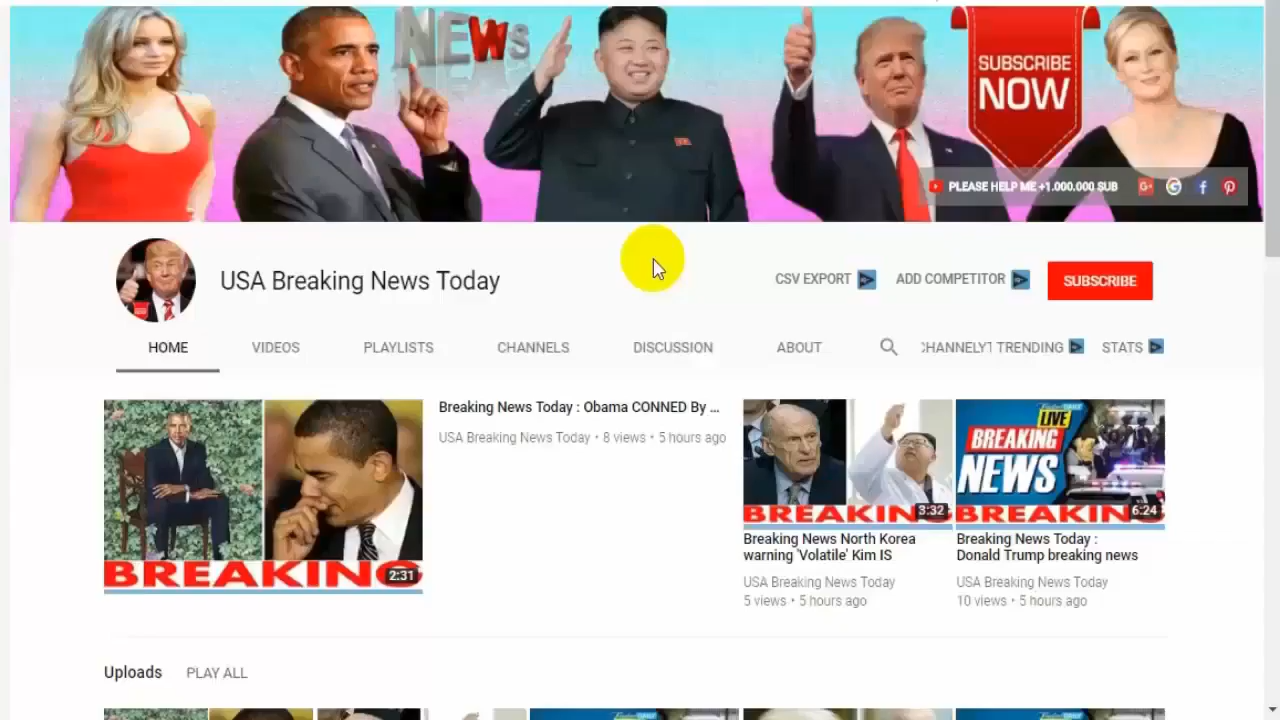 NEWS
SUBSCRIBE
NOW
PLEASE HELP ME +1.000.000 SUB
USA Breaking News Today
CSV EXPORT
ADD COMPETITOR
SUBSCRIBE
HOME
VIDEOS
PLAYLISTS
CHANNELS
DISCUSSION
ABOUT
TRENDING
STATS
Breaking News Today : Obama CONNED By ...
USA Breaking News Today • 8 views • 5 hours ago
BREAKING
2:31
BREAKIN
3:32
LIVE
BREAKING
NEWS
BREAKIN
6:24
Breaking News North Korea
warning 'Volatile' Kim IS
USA Breaking News Today
5 views • 5 hours ago
Breaking News Today :
Donald Trump breaking news
USA Breaking News Today
10 views • 5 hours ago
Uploads
PLAY ALL